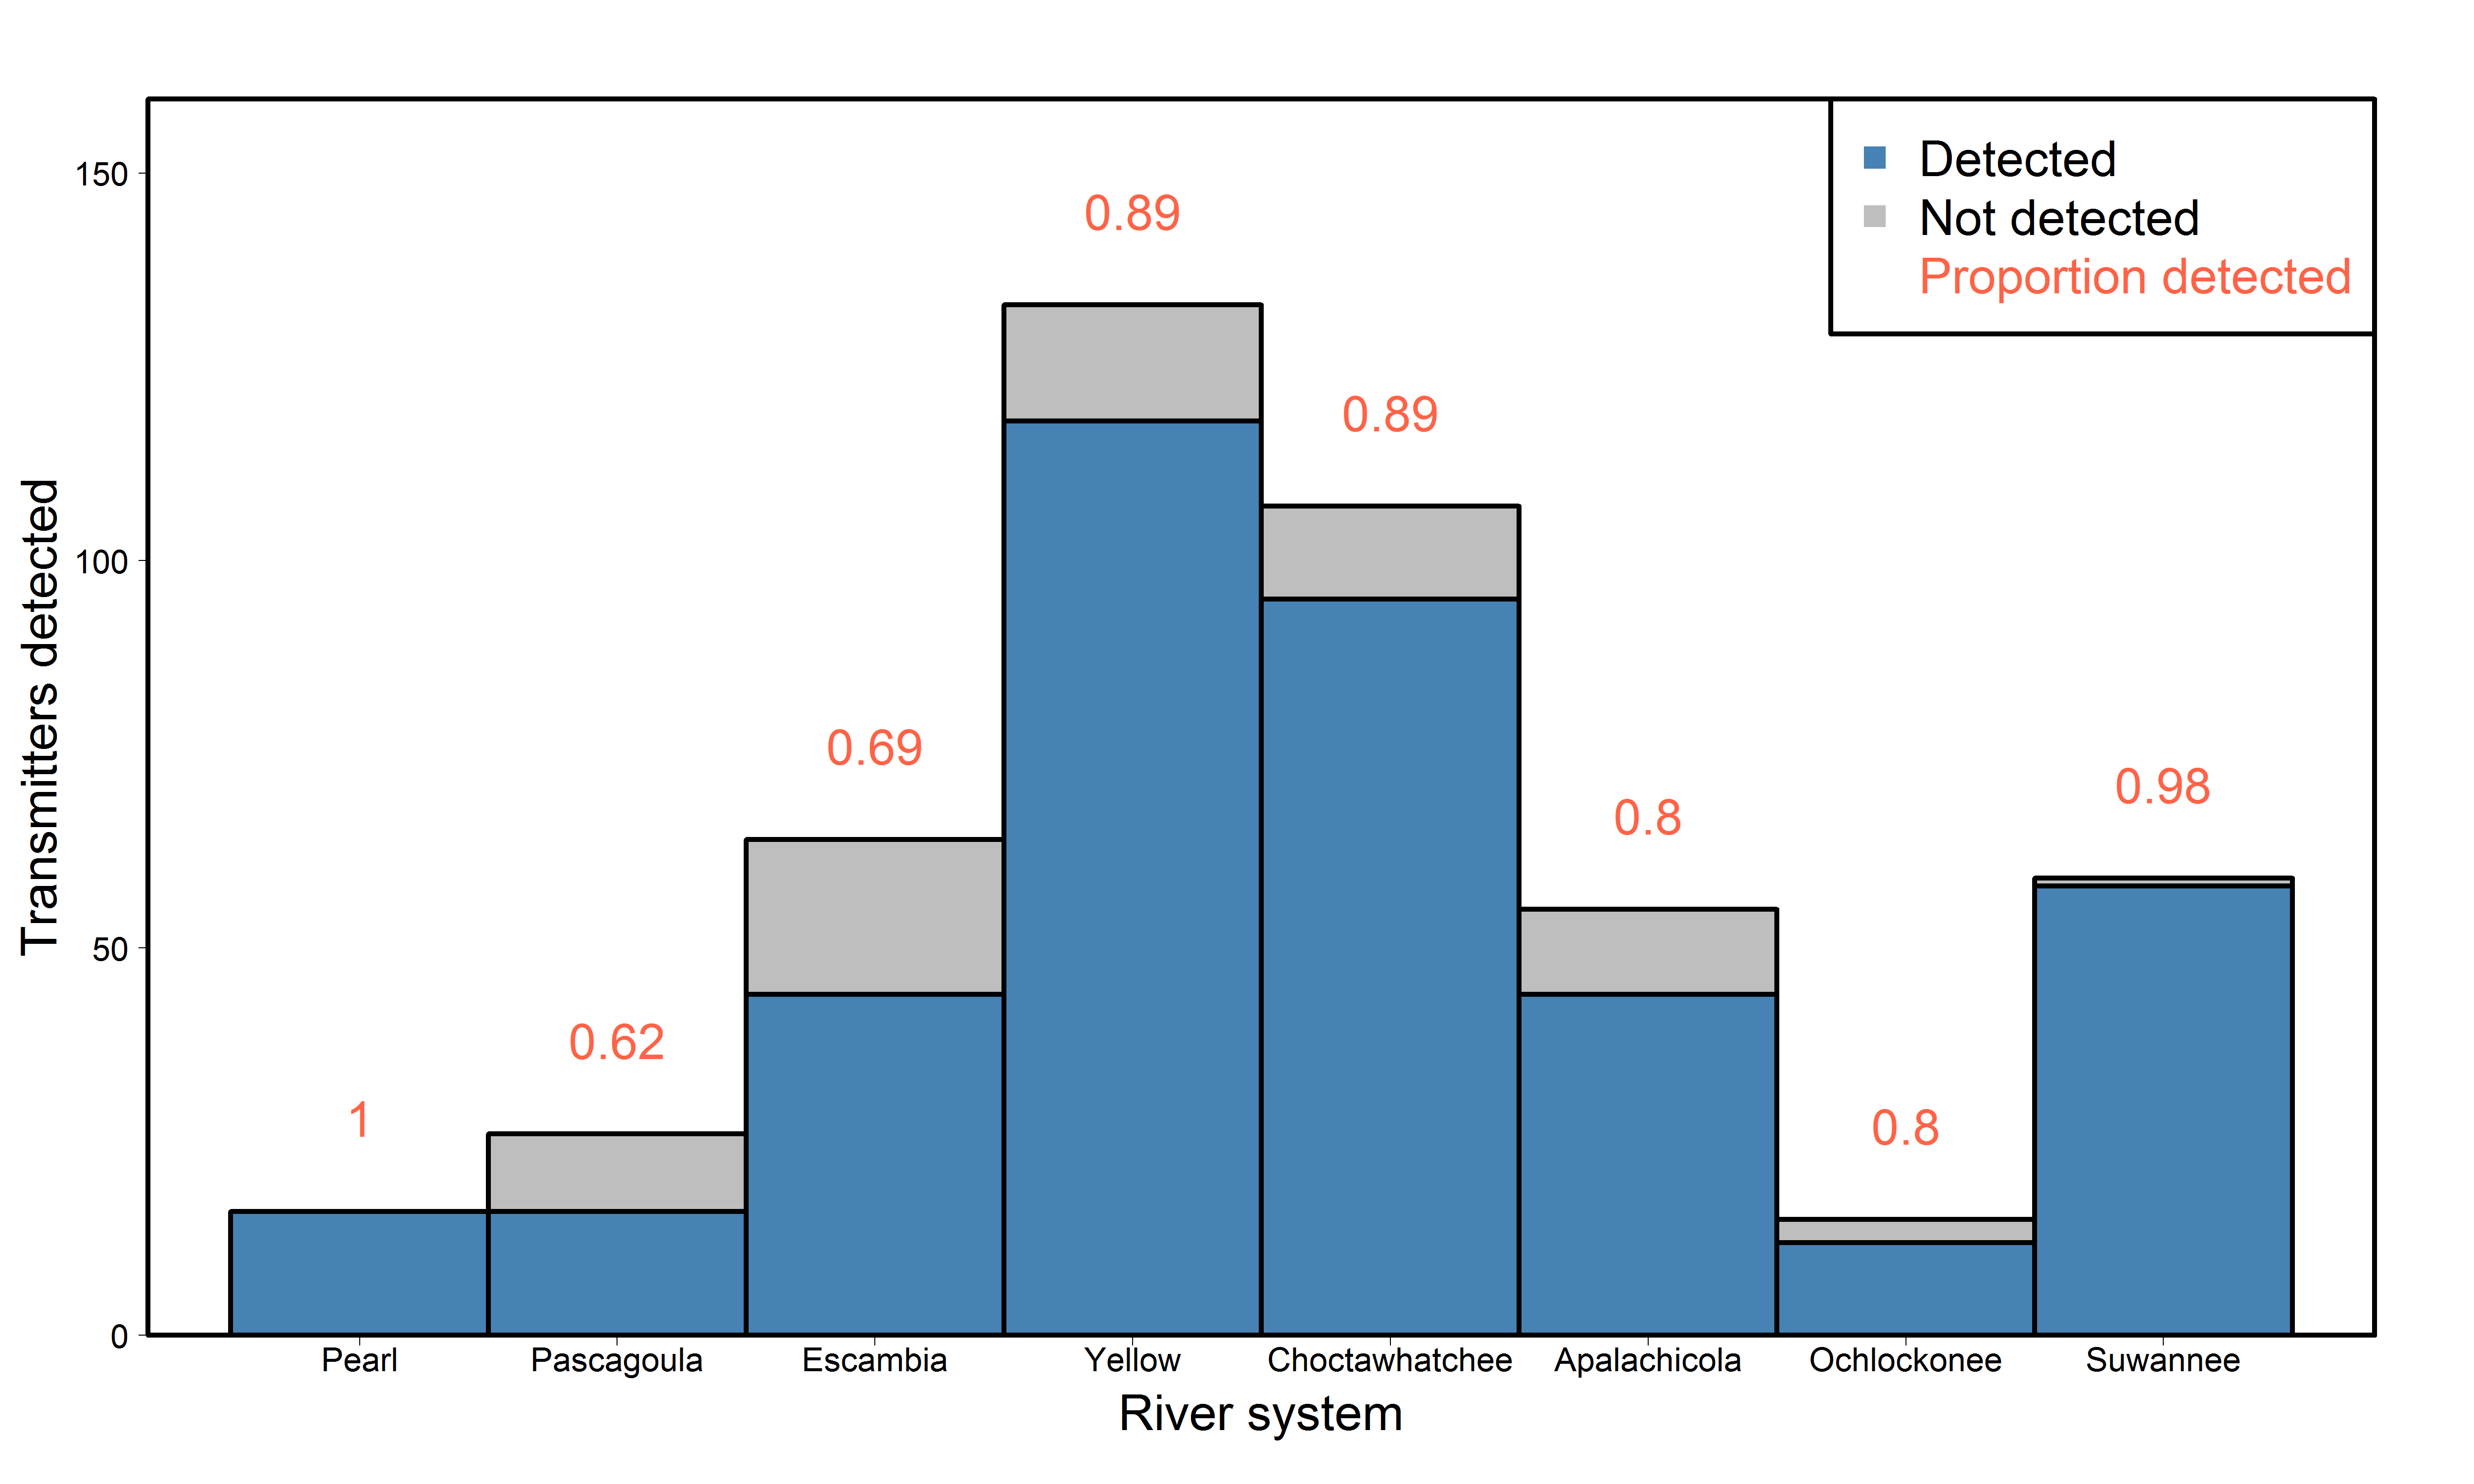 Detected
Not detected
Proportion detected
150
100
50
0
Transmitters detected
1
0.62
0.69
0.89
0.89
0.8
0.8
0.98
Pearl
Pascagoula
Escambia
Yellow
Choctawhatchee
Apalachicola
Ochlockonee
Suwannee
River system